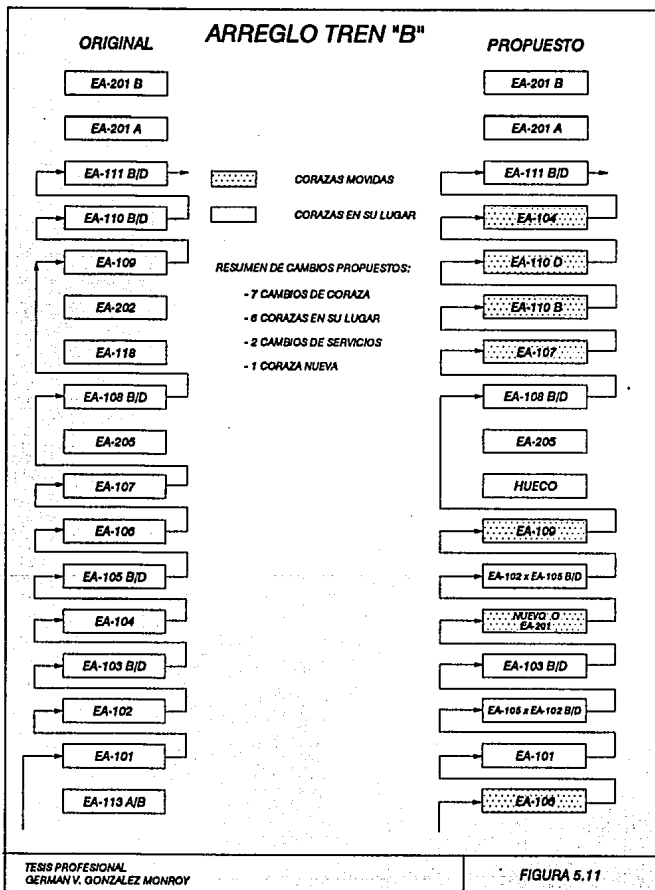 ARREGLO TREN "B"
ORIGINAL
EA-201 B
EA-201 A
EA-111 B/D
EA-110 B/D
EA-109
EA-202
EA-118
EA-108 B/D
EA-205
EA-107
EA-106
EA-105 B/D
EA-104
EA-103 B/D
EA-102
EA-101
EA-113 A/B
CORAZAS MOVIDAS
CORAZAS EN SU LUGAR
RESUMEN DE CAMBIOS PROPUESTOS:
- 7 CAMBIOS DE CORAZA
- 6 CORAZAS EN SU LUGAR
- 2 CAMBIOS DE SERVICIOS
- 1 CORAZA NUEVA
PROPUESTO
EA-201 B
EA-201 A
EA-111 B/D
EA-104
EA-110 D
EA-110 B
EA-107
EA-108 B/D
EA-205
HUECO
EA-109
EA-102 x EA-105 B/D
NUEVO O
EA-201
EA-103 B/D
EA-105 x EA-102 B/D
EA-101
EA-106
TESIS PROFESIONAL
GERMAN V. GONZALEZ MONROY
FIGURA 5.11